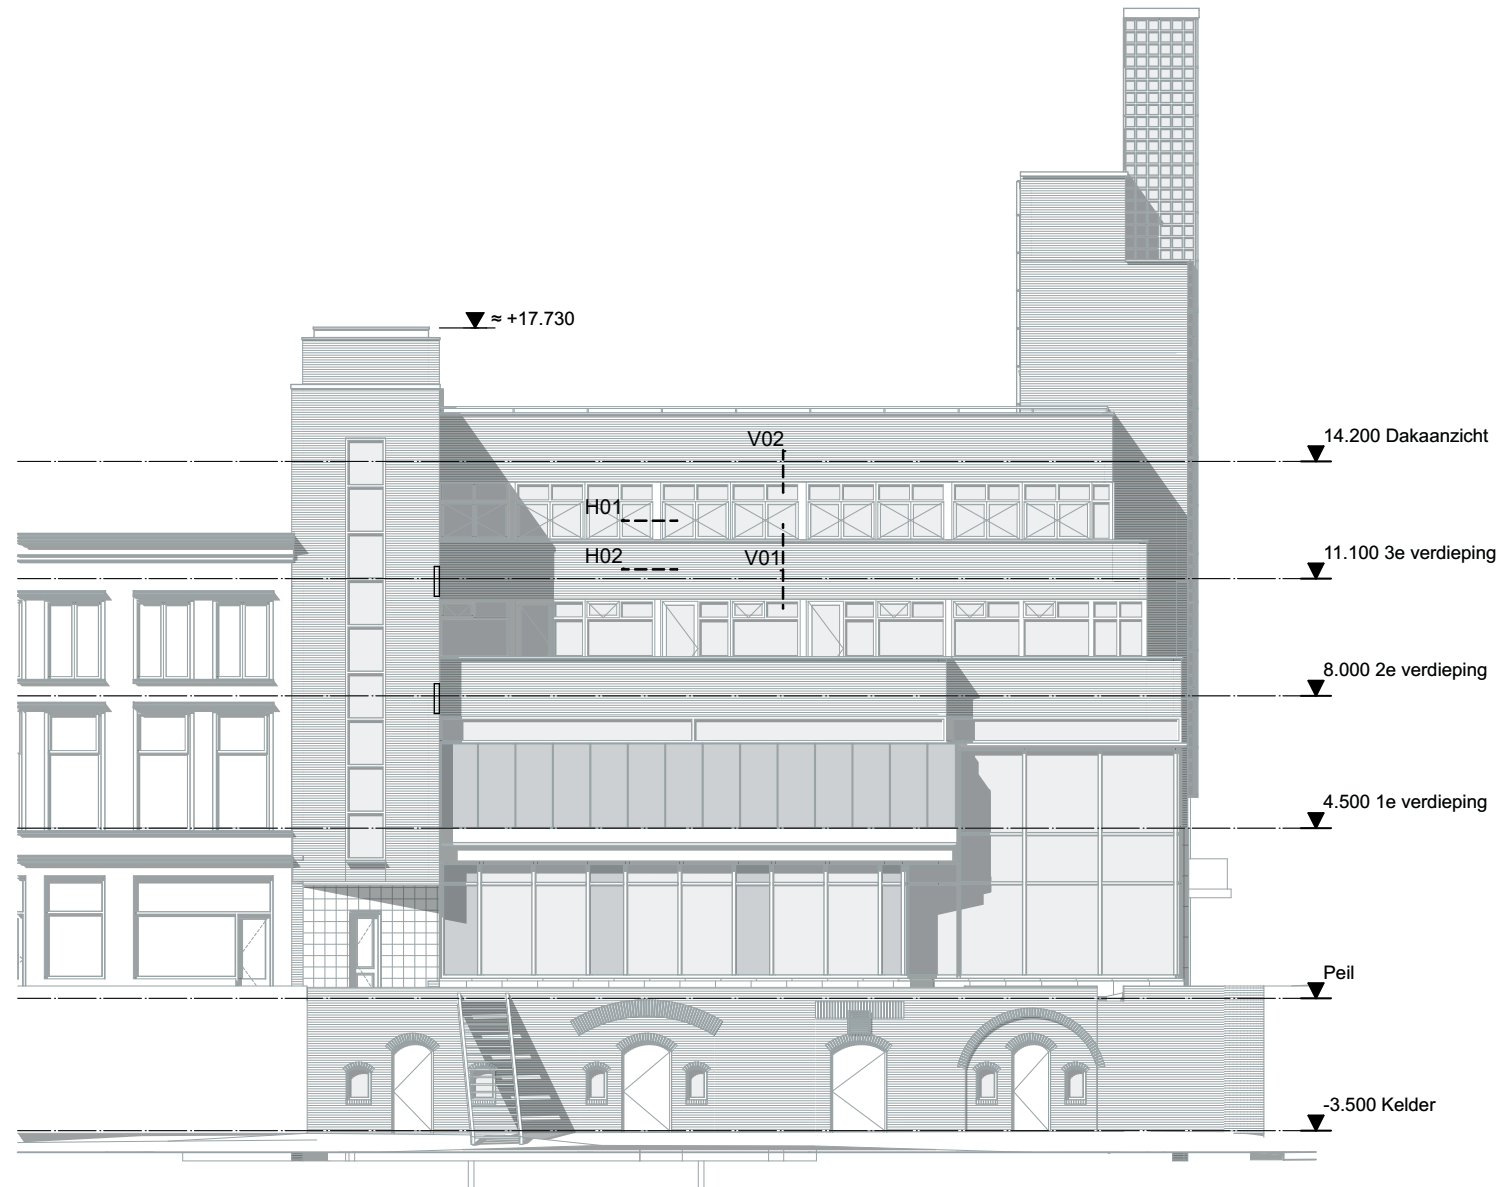 ≈ +17.730
14.200 Dakaanzicht
V02
H01
H02
V01
11.100 3e verdieping
8.000 2e verdieping
4.500 1e verdieping
Peil
-3.500 Kelder